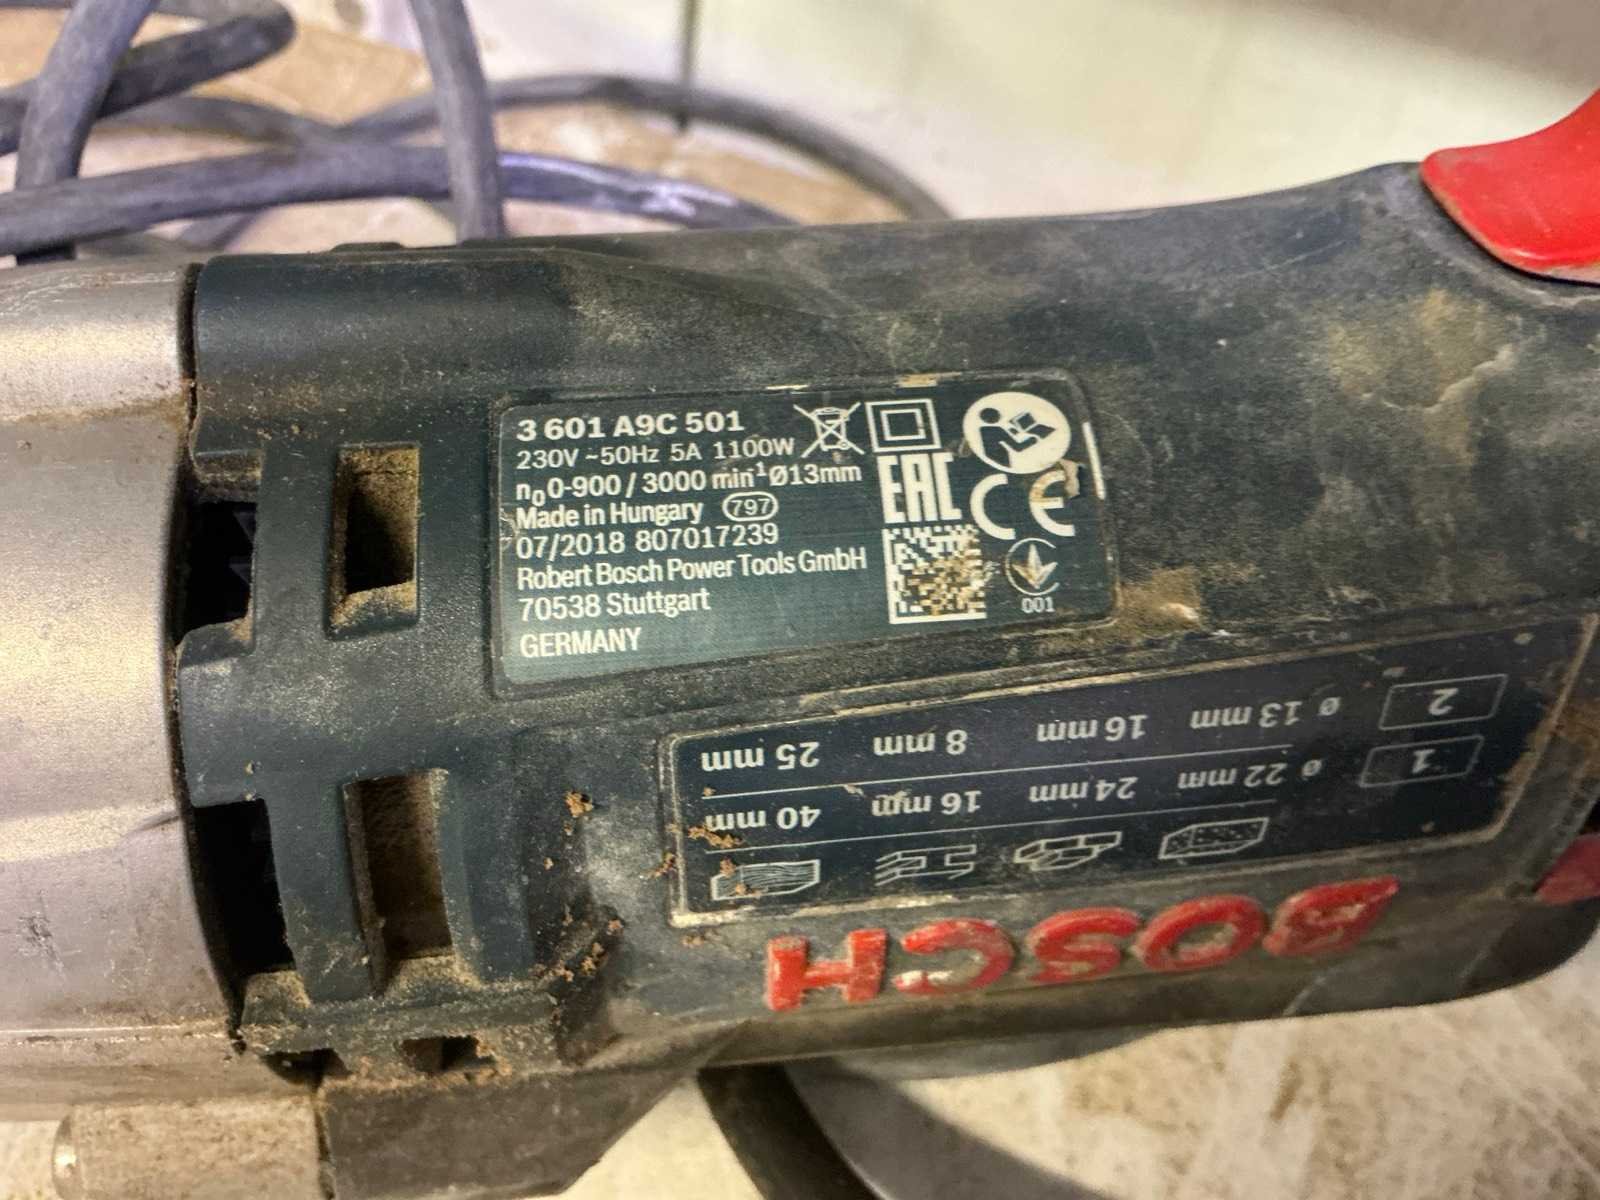 3 601 A9C 501
230V ~50Hz 5A 1100W
n₀ 0-900 / 3000 min⁻¹ Ø13mm
Made in Hungary 797
07/2018 807017239
Robert Bosch Power Tools GmbH
70538 Stuttgart
GERMANY
EAC
CE
001
BOSCH
1 ø 22 mm 24 mm 16 mm 40 mm
2 ø 13 mm 16 mm 8 mm 25 mm